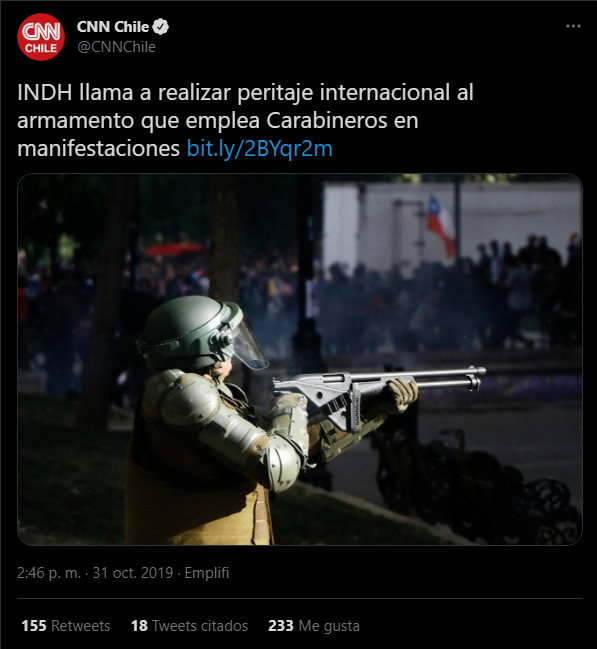 CNN
CHILE
CNN Chile
@CNNChile
INDH llama a realizar peritaje internacional al
armamento que emplea Carabineros en
manifestaciones bit.ly/2BYqr2m
2:46 p. m. · 31 oct. 2019 · Emplifi
155 Retweets 18 Tweets citados 233 Me gusta